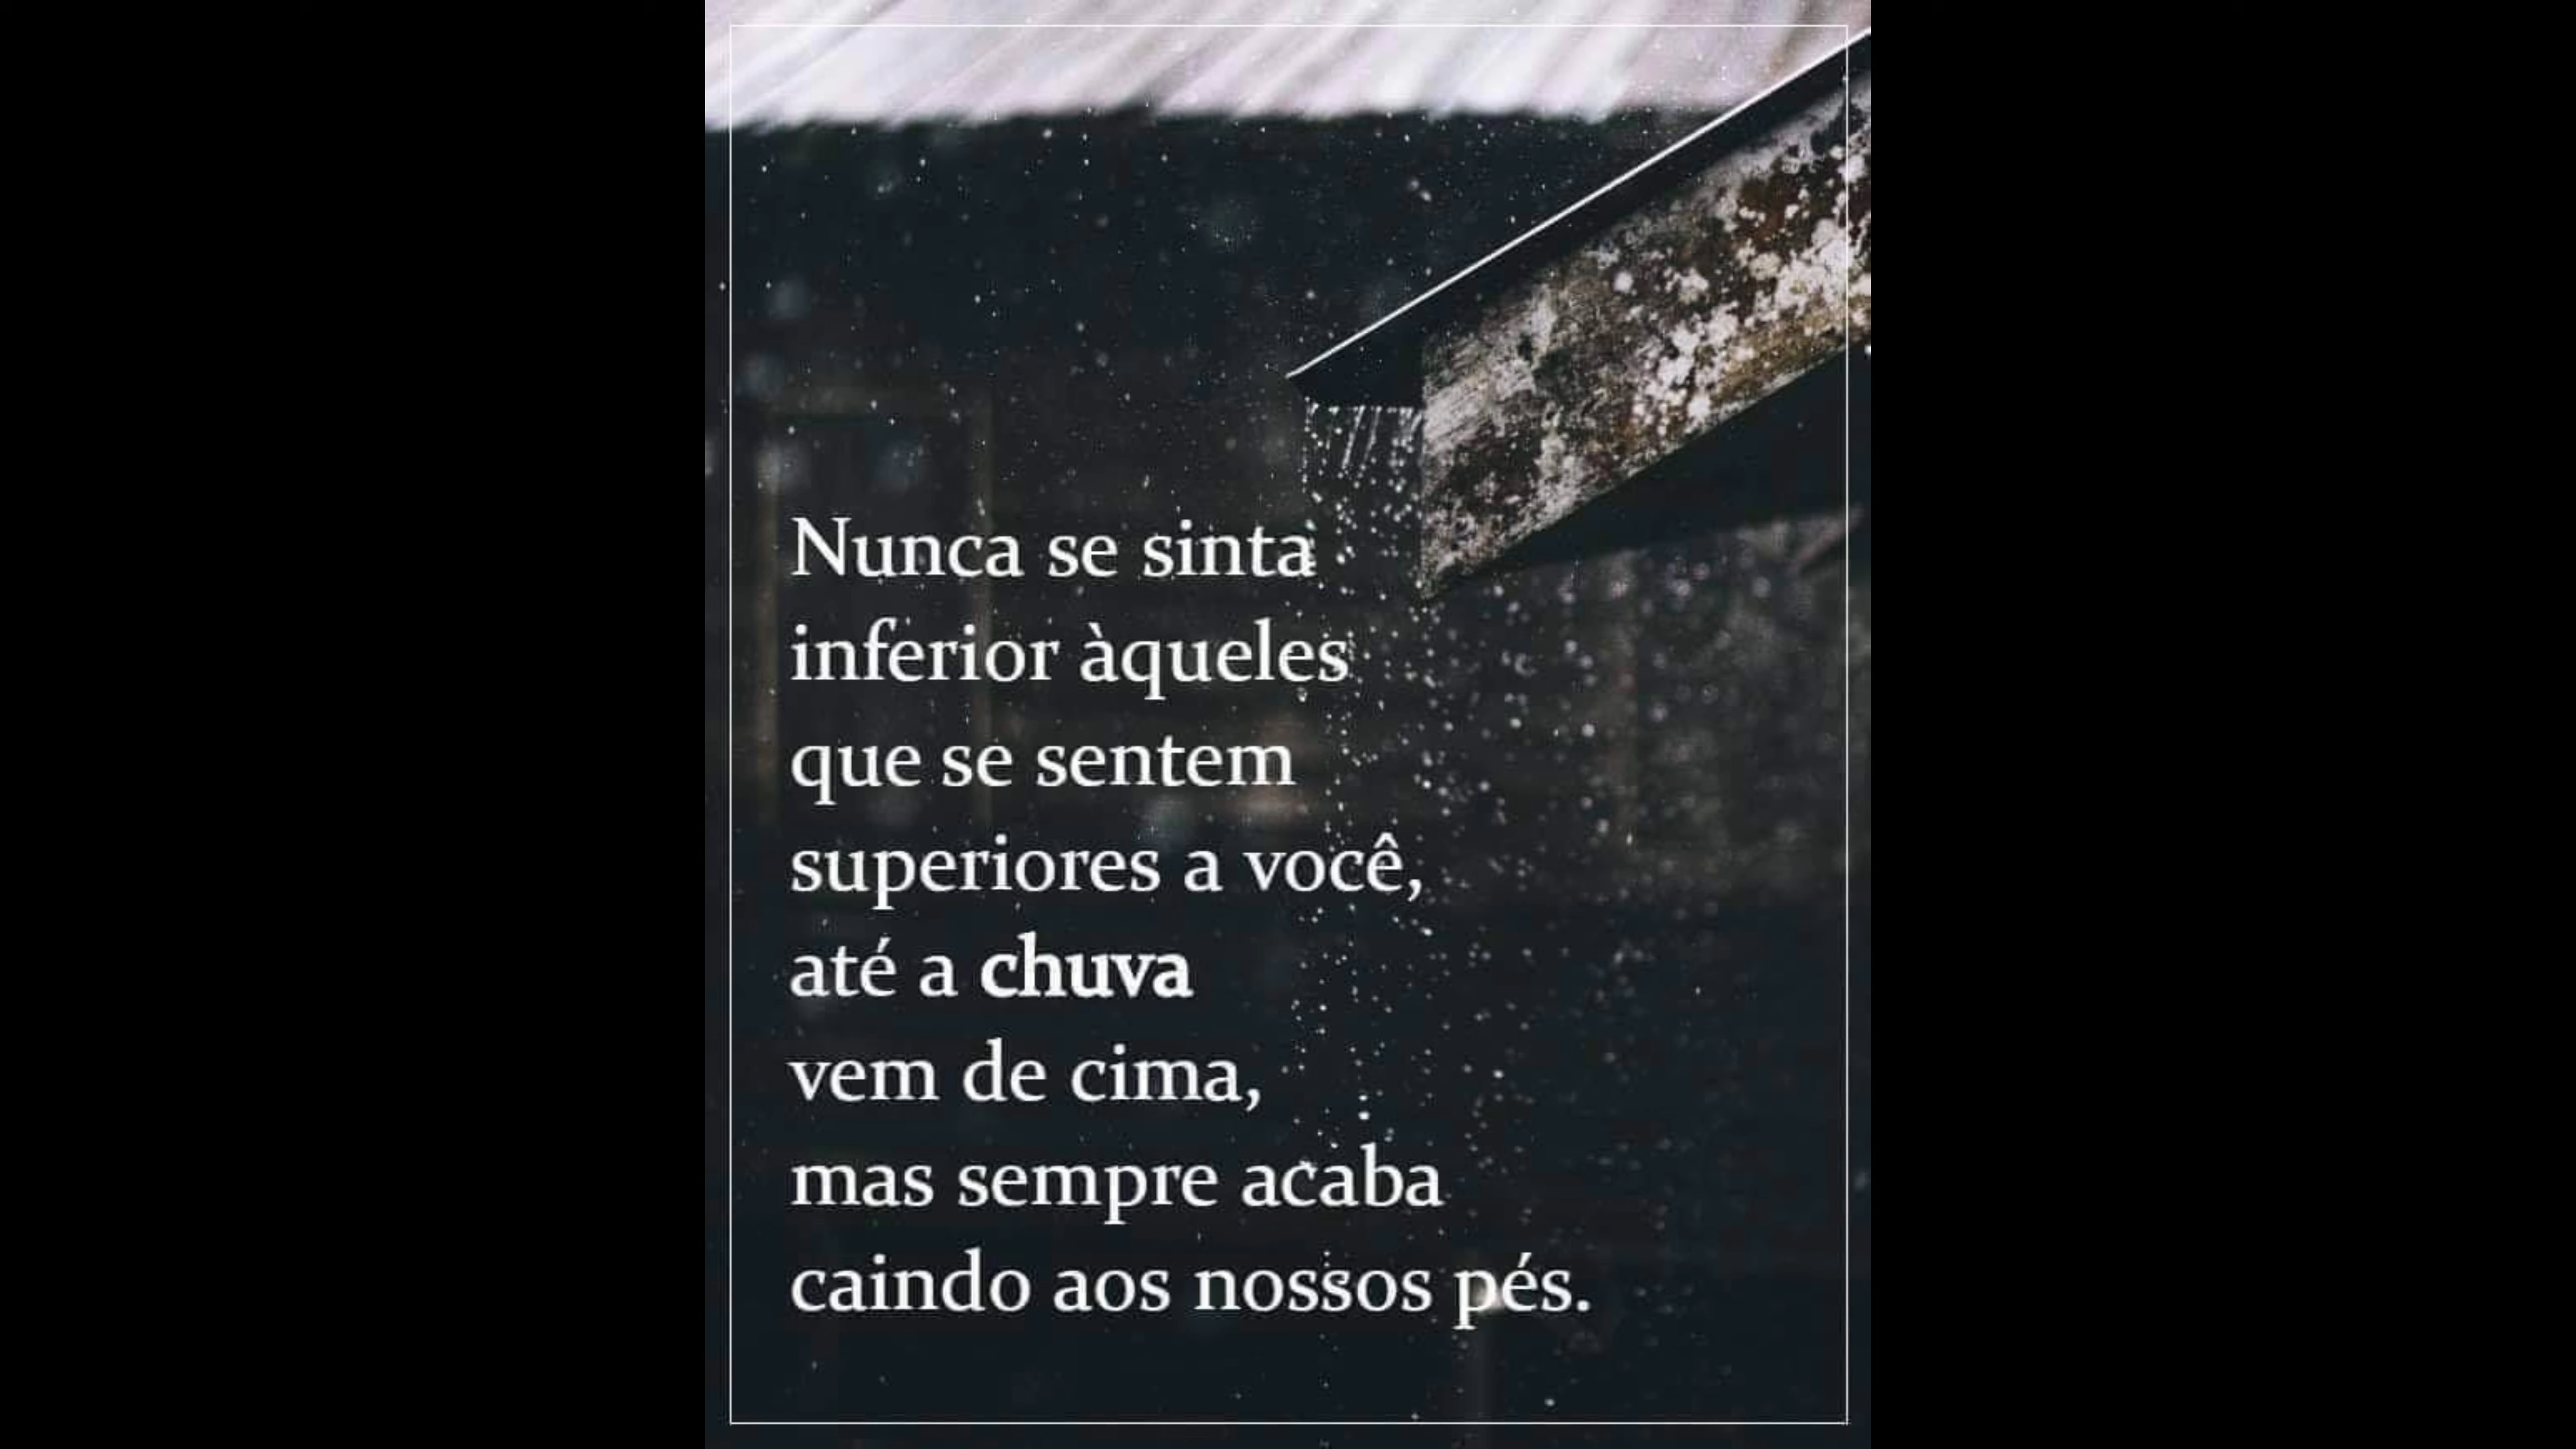 Nunca se sinta
inferior àqueles
que se sentem
superiores a você,
até a chuva
vem de cima,
mas sempre acaba
caindo aos nossos pés.